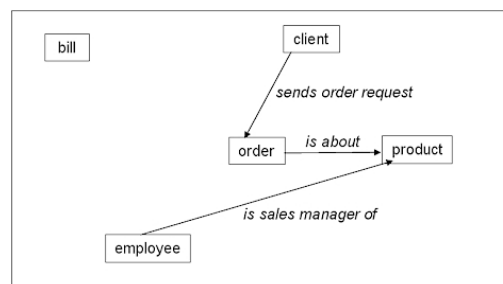 client
bill
sends order request
is about
order
product
is sales manager of
employee